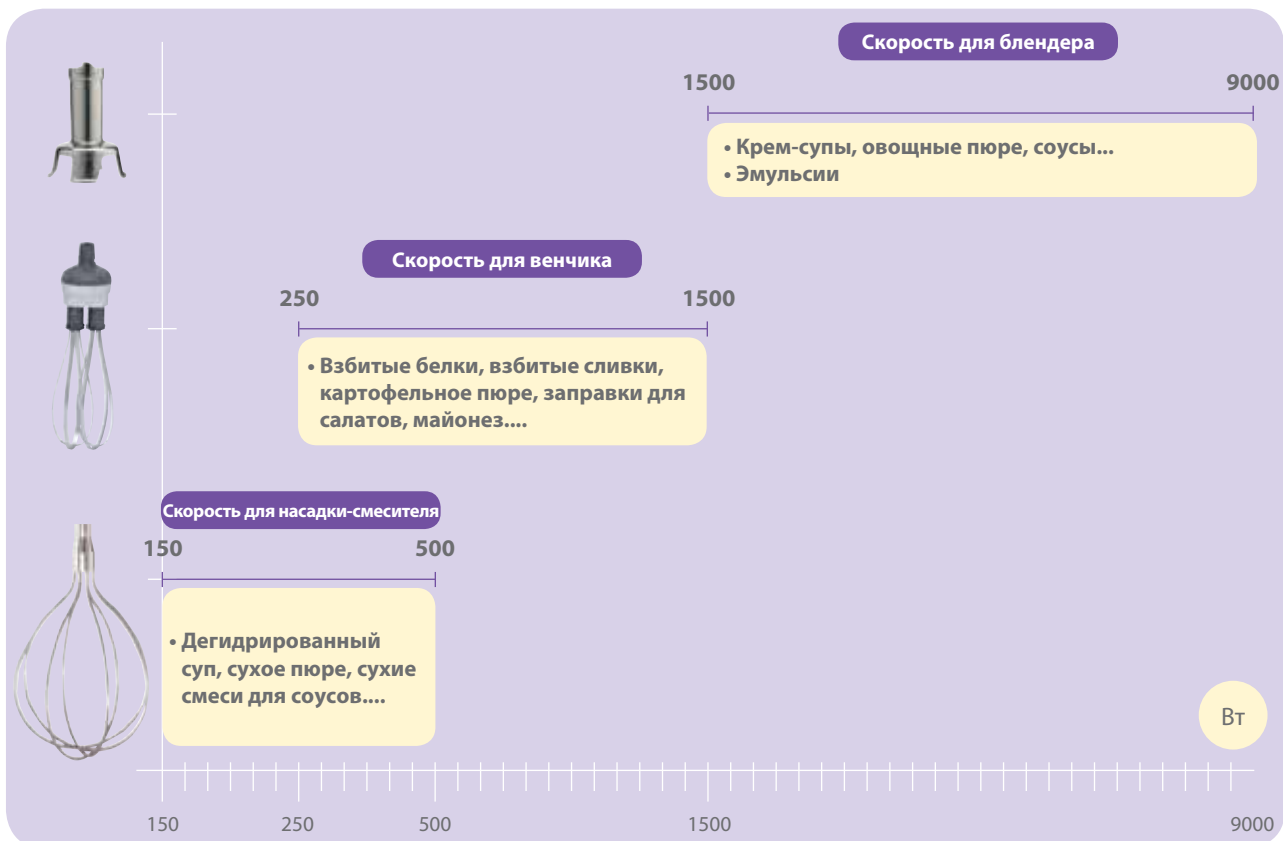 Скорость для блендера
1500 9000
• Крем-супы, овощные пюре, соусы...
• Эмульсии
Скорость для венчика
250 1500
• Взбитые белки, взбитые сливки,
картофельное пюре, заправки для
салатов, майонез....
Скорость для насадки-смесителя
150 500
• Дегидрированный
суп, сухое пюре, сухие
смеси для соусов....
Вт
150 250 500 1500 9000